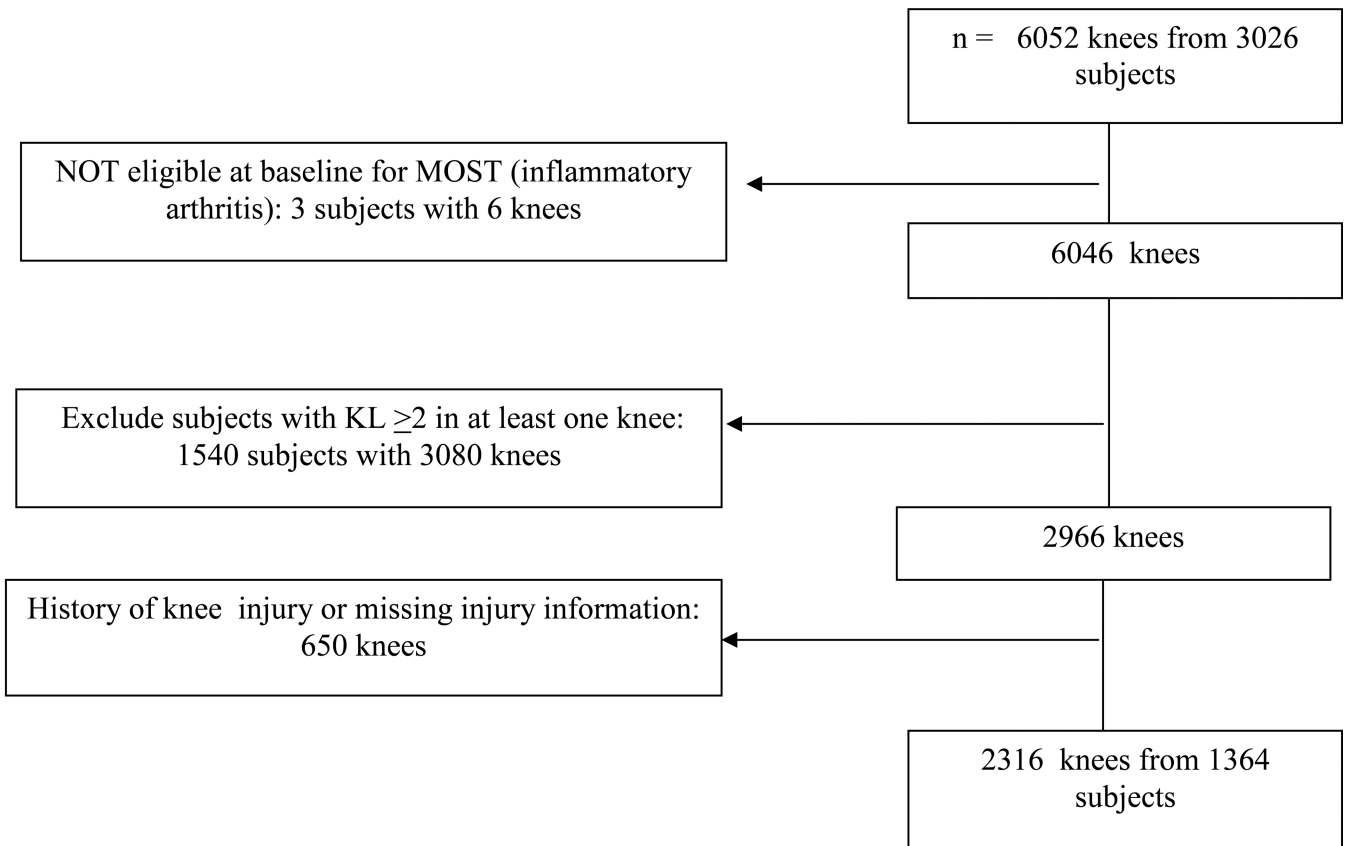 n = 6052 knees from 3026
subjects
NOT eligible at baseline for MOST (inflammatory
arthritis): 3 subjects with 6 knees
6046 knees
Exclude subjects with KL ≥2 in at least one knee:
1540 subjects with 3080 knees
2966 knees
History of knee injury or missing injury information:
650 knees
2316 knees from 1364
subjects